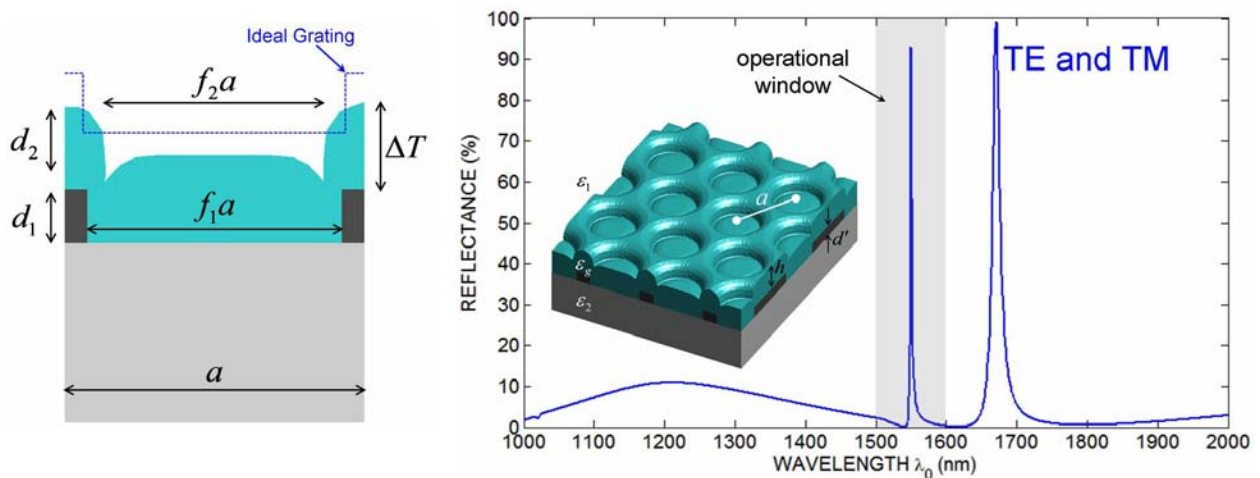 Ideal Grating
f₂a
d₂
ΔT
d₁
f₁a
a
REFLECTANCE (%)
100
90
80
70
60
50
40
30
20
10
0
operational
window
TE and TM
ε₁
a
d'
h
ε_g
ε₂
1000 1100 1200 1300 1400 1500 1600 1700 1800 1900 2000
WAVELENGTH λ₀ (nm)